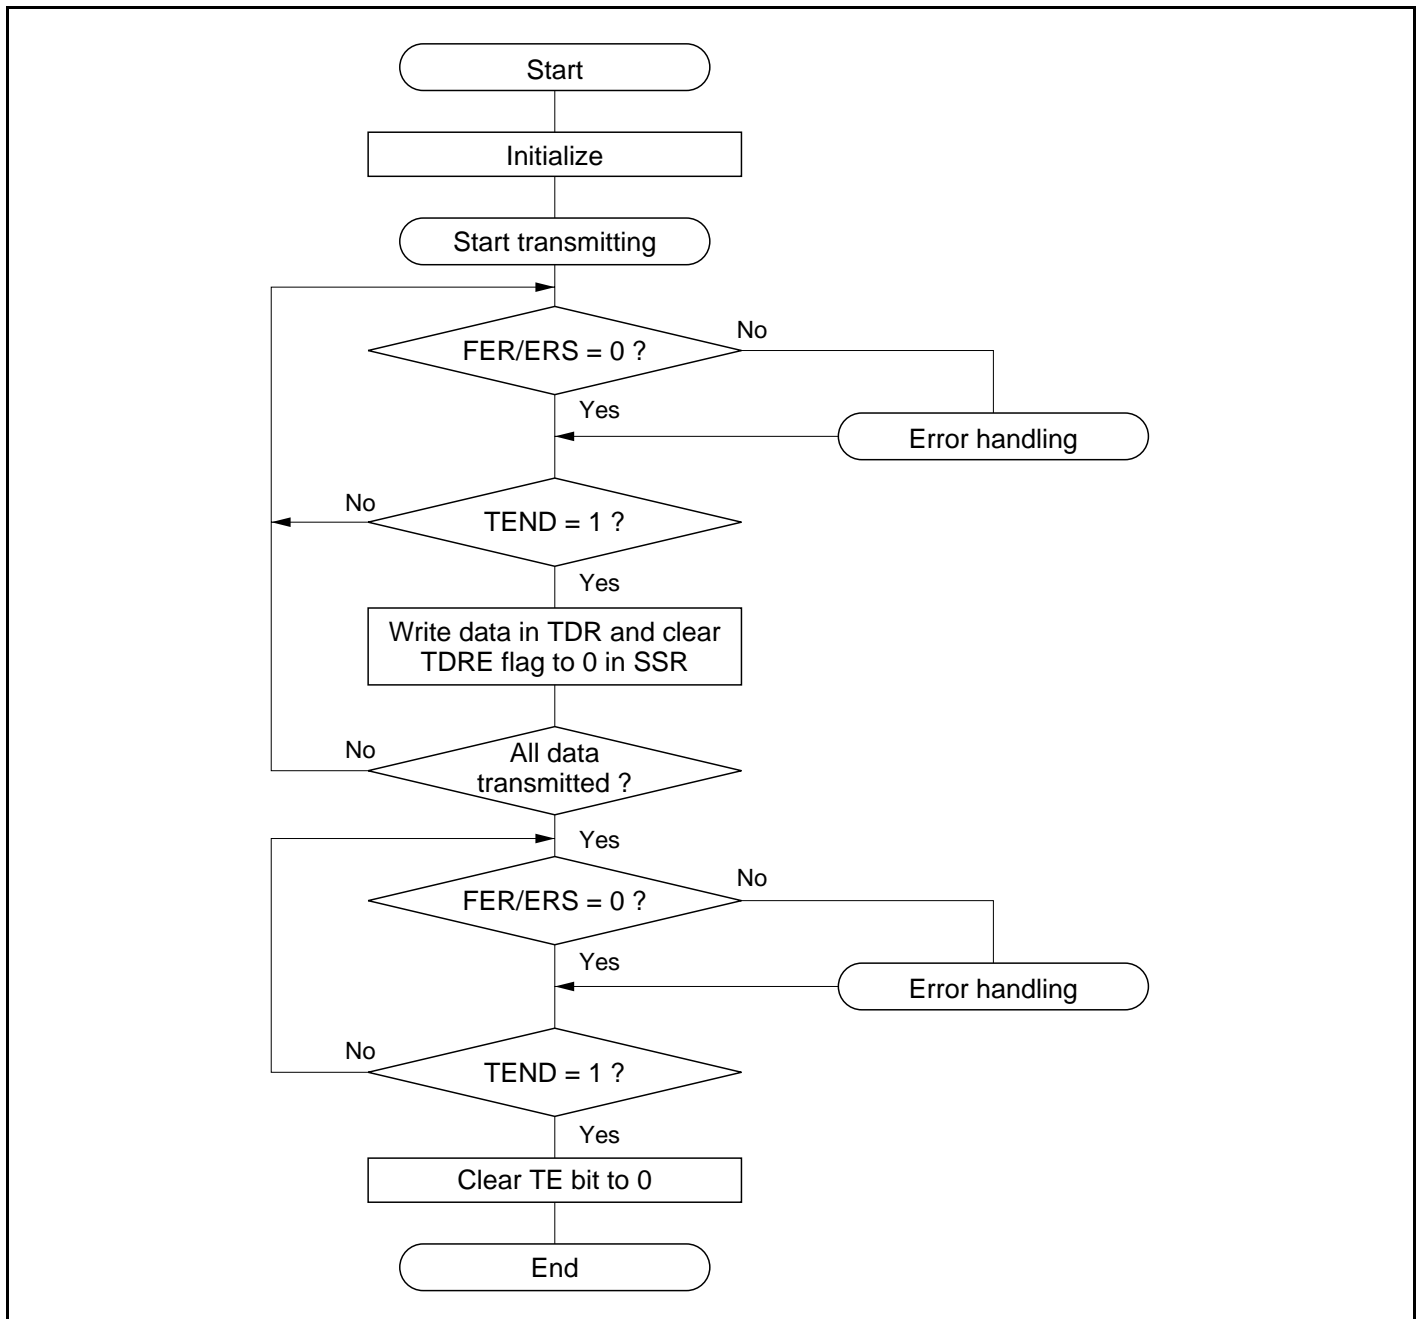 Start
Initialize
Start transmitting
FER/ERS = 0 ?
No
Yes
Error handling
No
TEND = 1 ?
Yes
Write data in TDR and clear
TDRE flag to 0 in SSR
No
All data
transmitted ?
Yes
FER/ERS = 0 ?
No
Yes
Error handling
No
TEND = 1 ?
Yes
Clear TE bit to 0
End